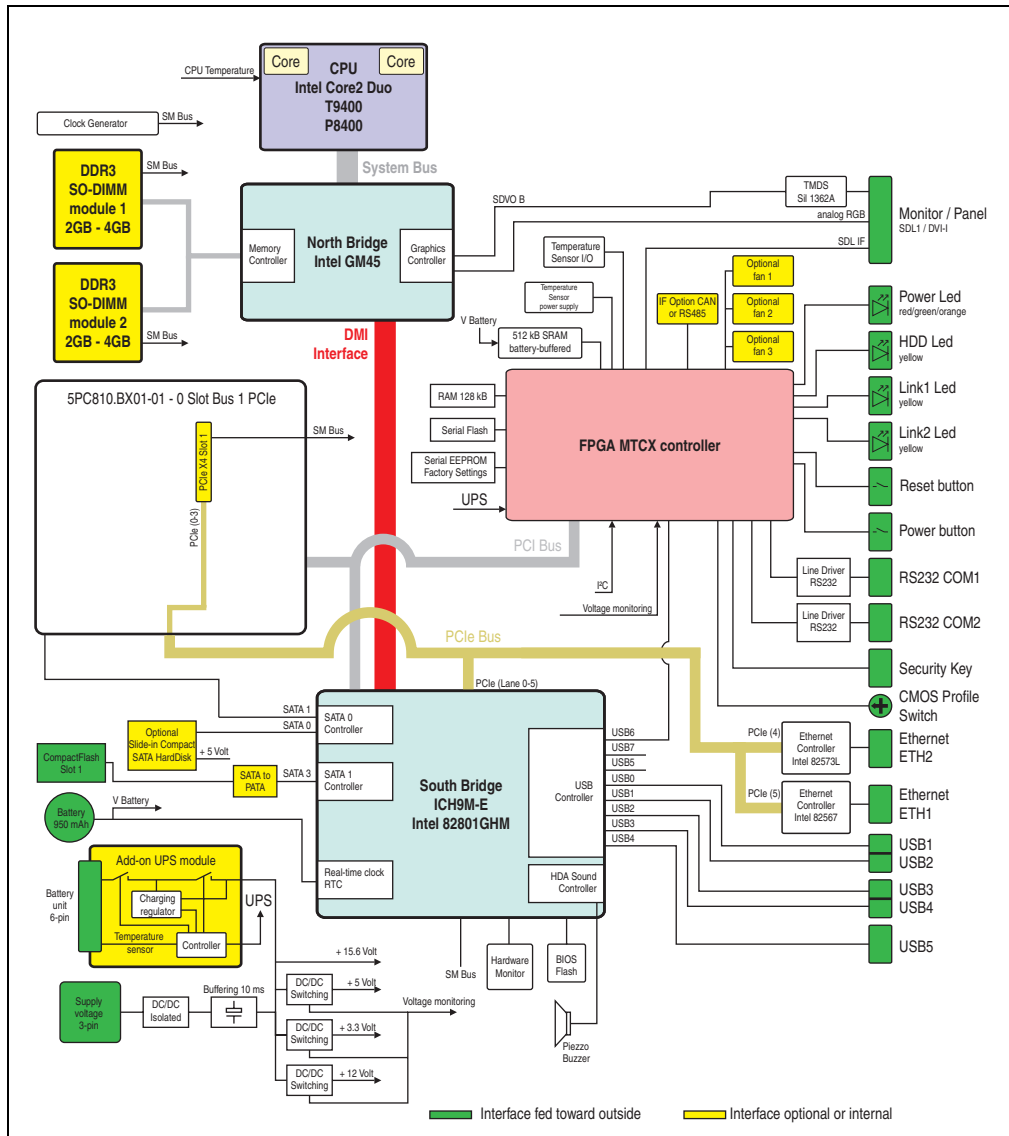 Core
Core
CPU
Intel Core2 Duo
T9400
P8400
CPU Temperature
Clock Generator
SM Bus
System Bus
DDR3
SO-DIMM
module 1
2GB - 4GB
SM Bus
DDR3
SO-DIMM
module 2
2GB - 4GB
SM Bus
Memory
Controller
North Bridge
Intel GM45
Graphics
Controller
SDVO B
TMDS
Sil 1362A
analog RGB
SDL IF
Monitor / Panel
SDL1 / DVI-I
Temperature
Sensor I/O
Temperature
Sensor
power supply
IF Option CAN
or RS485
Optional
fan 1
Optional
fan 2
Optional
fan 3
V Battery
512 kB SRAM
battery-buffered
DMI
Interface
RAM 128 kB
Serial Flash
Serial EEPROM
Factory Settings
UPS
FPGA MTCX controller
Power Led
red/green/orange
HDD Led
yellow
Link1 Led
yellow
Link2 Led
yellow
Reset button
Power button
5PC810.BX01-01 - 0 Slot Bus 1 PCIe
PCIe X4 Slot 1
SM Bus
PCIe (0-3)
PCI Bus
I²C
Voltage monitoring
Line Driver
RS232
RS232 COM1
Line Driver
RS232
RS232 COM2
PCIe Bus
Security Key
CMOS Profile
Switch
PCIe (Lane 0-5)
SATA 1
SATA 0
SATA 0
Controller
Optional
Slide-in Compact
SATA HardDisk
+ 5 Volt
CompactFlash
Slot 1
SATA to
PATA
SATA 3
SATA 1
Controller
South Bridge
ICH9M-E
Intel 82801GHM
USB
Controller
USB6
USB7
USB5
USB0
USB1
USB2
USB3
USB4
PCIe (4)
Ethernet
Controller
Intel 82573L
Ethernet
ETH2
PCIe (5)
Ethernet
Controller
Intel 82567
Ethernet
ETH1
V Battery
Battery
950 mAh
Real-time clock
RTC
HDA Sound
Controller
USB1
USB2
USB3
USB4
USB5
Add-on UPS module
Battery
unit
6-pin
Charging
regulator
UPS
Temperature
sensor
Controller
SM Bus
Hardware
Monitor
BIOS
Flash
+ 15.6 Volt
DC/DC
Switching
+ 5 Volt
Voltage monitoring
Supply
voltage
3-pin
DC/DC
Isolated
Buffering 10 ms
DC/DC
Switching
+ 3.3 Volt
DC/DC
Switching
+ 12 Volt
Piezzo
Buzzer
Interface fed toward outside
Interface optional or internal